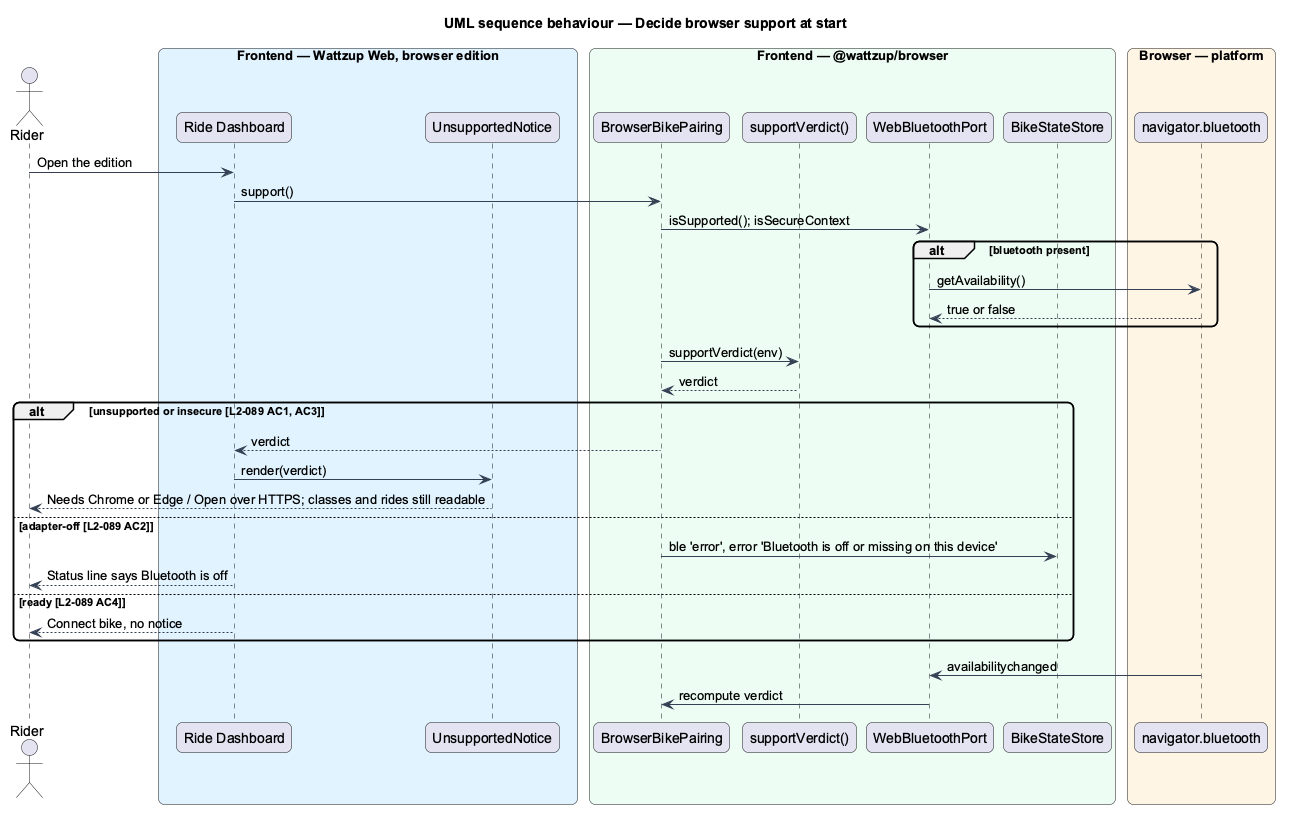 UML sequence behaviour — Decide browser support at start
Frontend — Wattzup Web, browser edition
Frontend — @wattzup/browser
Browser — platform
Rider
Ride Dashboard
UnsupportedNotice
BrowserBikePairing
supportVerdict()
WebBluetoothPort
BikeStateStore
navigator.bluetooth
Open the edition
support()
isSupported(); isSecureContext
alt
[bluetooth present]
getAvailability()
true or false
supportVerdict(env)
verdict
alt
[unsupported or insecure [L2-089 AC1, AC3]]
verdict
render(verdict)
Needs Chrome or Edge / Open over HTTPS; classes and rides still readable
[adapter-off [L2-089 AC2]]
ble 'error', error 'Bluetooth is off or missing on this device'
Status line says Bluetooth is off
[ready [L2-089 AC4]]
Connect bike, no notice
availabilitychanged
recompute verdict
Rider
Ride Dashboard
UnsupportedNotice
BrowserBikePairing
supportVerdict()
WebBluetoothPort
BikeStateStore
navigator.bluetooth